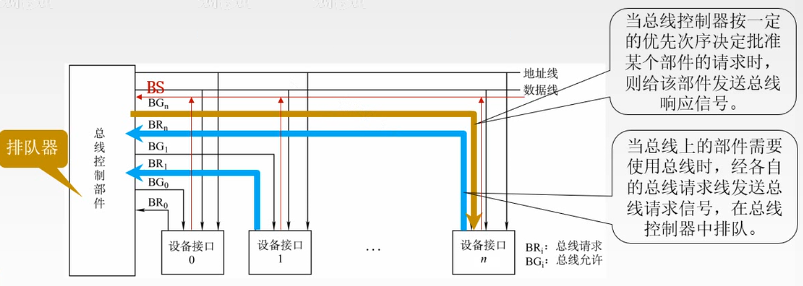 当总线控制器按一定
的优先次序决定批准
某个部件的请求时，
则给该部件发送总线
响应信号。
地址线
数据线
BS
BGn
BRn
BG1
BR1
BG0
BR0
排队器
总线控制部件
当总线上的部件需要
使用总线时，经各自
的总线请求线发送总
线请求信号，在总线
控制器中排队。
设备接口
0
设备接口
1
…
设备接口
n
BRi：总线请求
BGi：总线允许